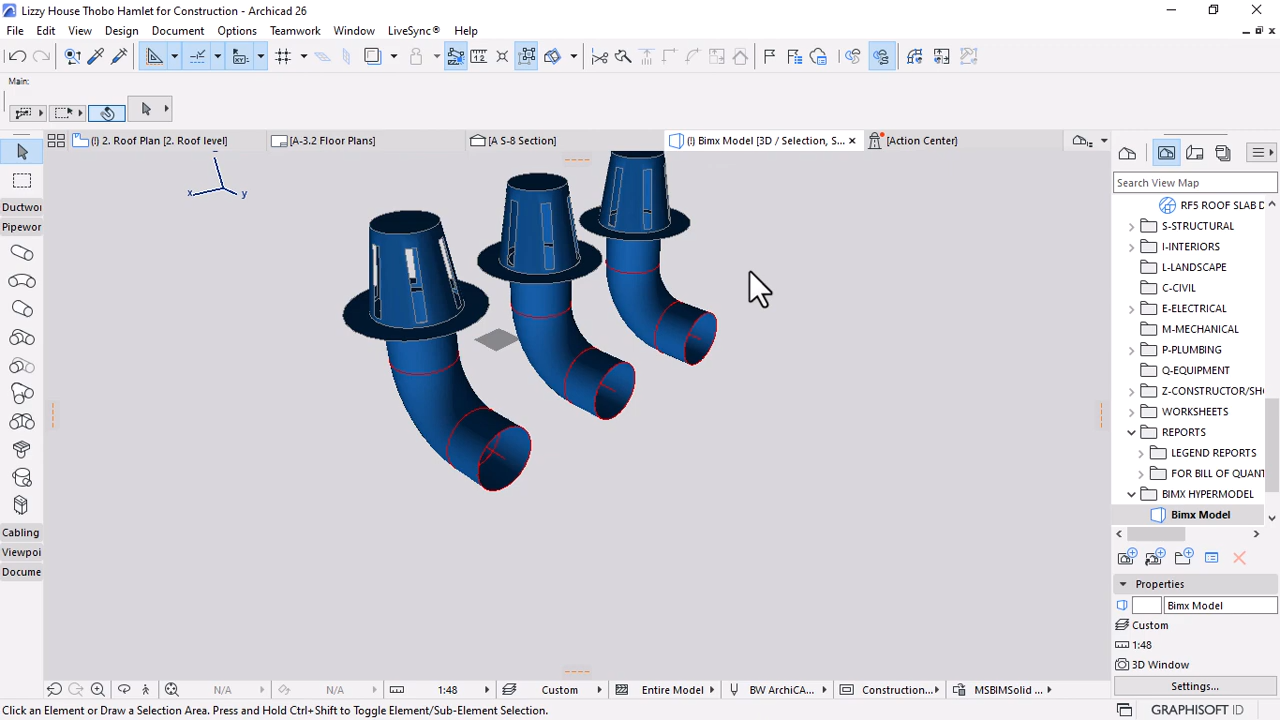 Lizzy House Thobo Hamlet for Construction - Archicad 26
File Edit View Design Document Options Teamwork Window LiveSync® Help
Main:
(!) 2. Roof Plan [2. Roof level]
[A-3.2 Floor Plans]
[A S-8 Section]
(!) Bimx Model [3D / Selection, S...
[Action Center]
Ductwo
Pipewor
Cabling
Viewpoi
Docume
x
y
Search View Map
RF5 ROOF SLAB D
S-STRUCTURAL
I-INTERIORS
L-LANDSCAPE
C-CIVIL
E-ELECTRICAL
M-MECHANICAL
P-PLUMBING
Q-EQUIPMENT
Z-CONSTRUCTOR/SH
WORKSHEETS
REPORTS
LEGEND REPORTS
FOR BILL OF QUANT
BIMX HYPERMODEL
Bimx Model
Properties
Bimx Model
Custom
1:48
3D Window
Settings...
N/A
N/A
1:48
Custom
Entire Model
BW ArchiCA...
Construction...
MSBIMSolid ...
Click an Element or Draw a Selection Area. Press and Hold Ctrl+Shift to Toggle Element/Sub-Element Selection.
GRAPHISOFT ID